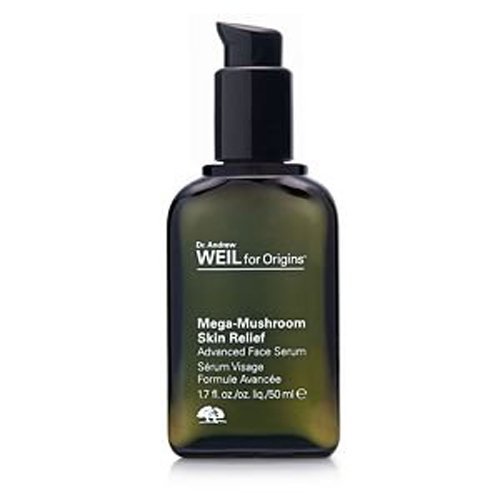 Dr. Andrew
WEIL for Origins™
Mega-Mushroom
Skin Relief
Advanced Face Serum
Sérum Visage
Formule Avancée
1.7 fl. oz./oz. liq./50 ml ℮